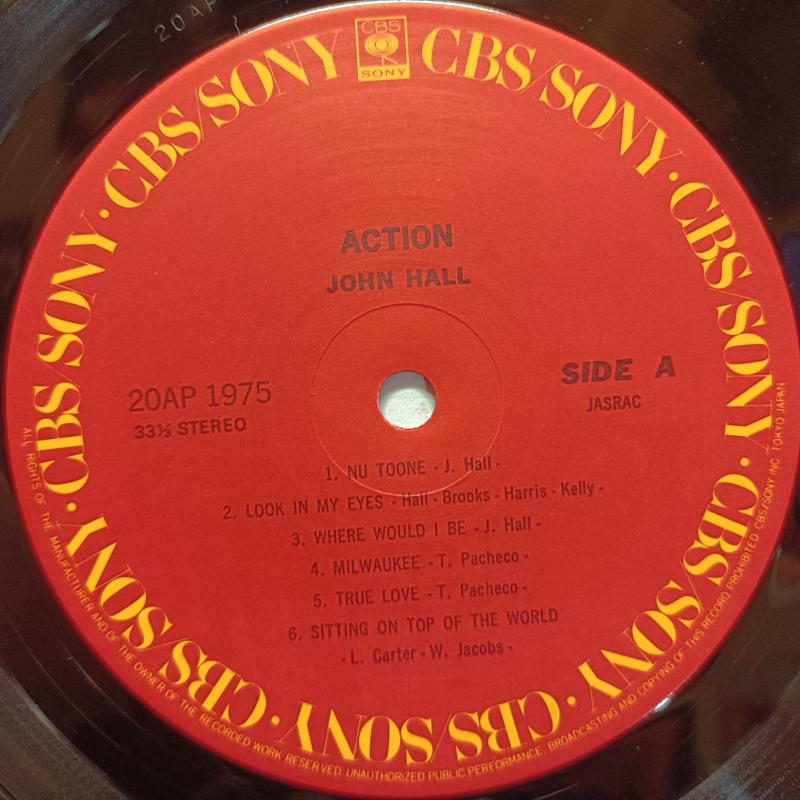 20AP
CBS
SONY
CBS/SONY · CBS/SONY · CBS/SONY · CBS/SONY · CBS/SONY · CBS/SONY · CBS/SONY · CBS/SONY
ACTION
JOHN HALL
20AP 1975
33⅓ STEREO
SIDE A
JASRAC
1. NU TOONE - J. Hall -
2. LOOK IN MY EYES - Hall - Brooks - Harris - Kelly -
3. WHERE WOULD I BE - J. Hall -
4. MILWAUKEE - T. Pacheco -
5. TRUE LOVE - T. Pacheco -
6. SITTING ON TOP OF THE WORLD
- L. Carter - W. Jacobs -
ALL RIGHTS OF THE MANUFACTURER AND OF THE OWNER OF THE RECORDED WORK RESERVED. UNAUTHORIZED PUBLIC PERFORMANCE. BROADCASTING AND COPYING OF THIS RECORD PROHIBITED CBS/SONY INC TOKYO JAPAN